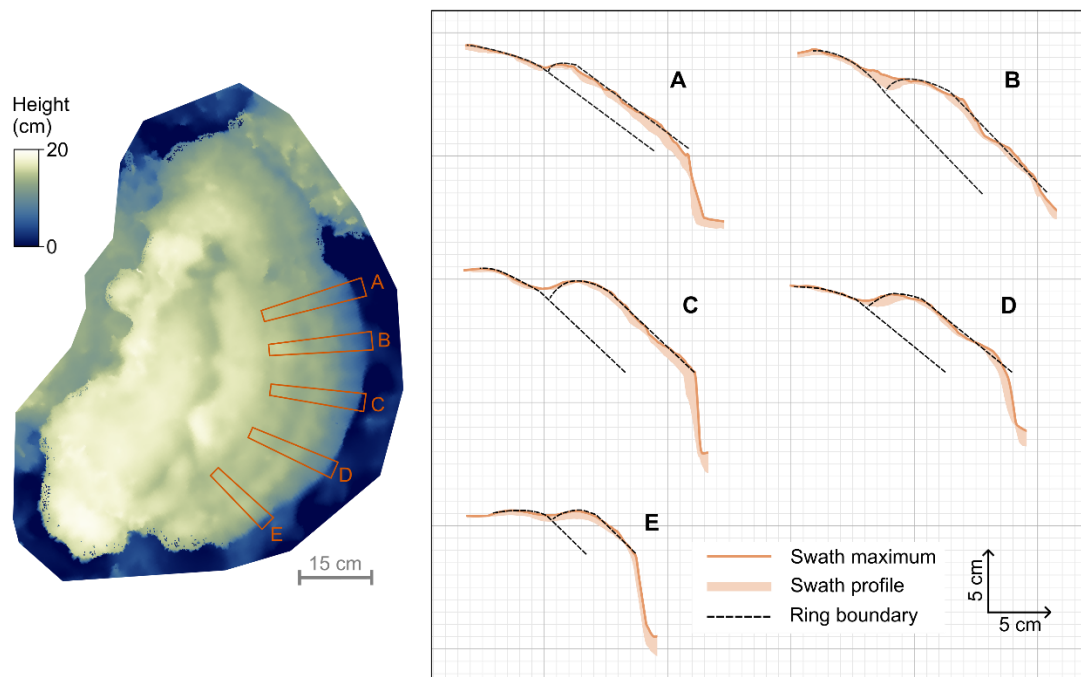 Height
(cm)
20
0
A
B
C
D
E
15 cm
A
B
C
D
E
Swath maximum
Swath profile
Ring boundary
5 cm
5 cm